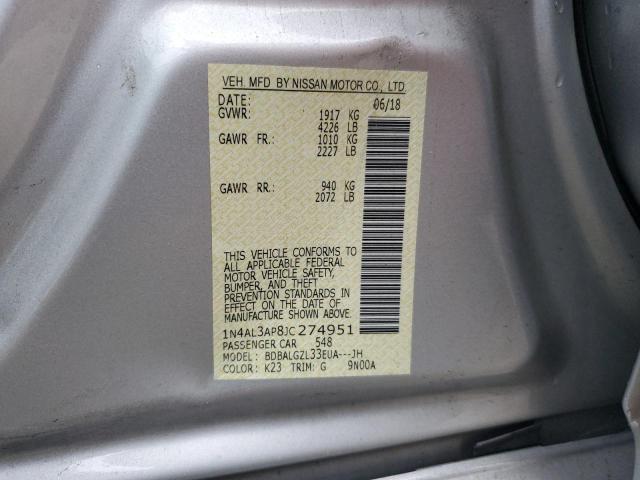 VEH. MFD BY NISSAN MOTOR CO., LTD.
DATE: 06/18
GVWR: 1917 KG
4226 LB
GAWR FR: 1010 KG
2227 LB
GAWR RR: 940 KG
2072 LB
THIS VEHICLE CONFORMS TO
ALL APPLICABLE FEDERAL
MOTOR VEHICLE SAFETY,
BUMPER, AND THEFT
PREVENTION STANDARDS
IN EFFECT ON THE DATE OF
MANUFACTURE SHOWN ABOVE.
1N4AL3AP8JC274951
PASSENGER CAR 548
MODEL: BDBALGZL33EUA---JH
COLOR: K23 TRIM: G 9N00A